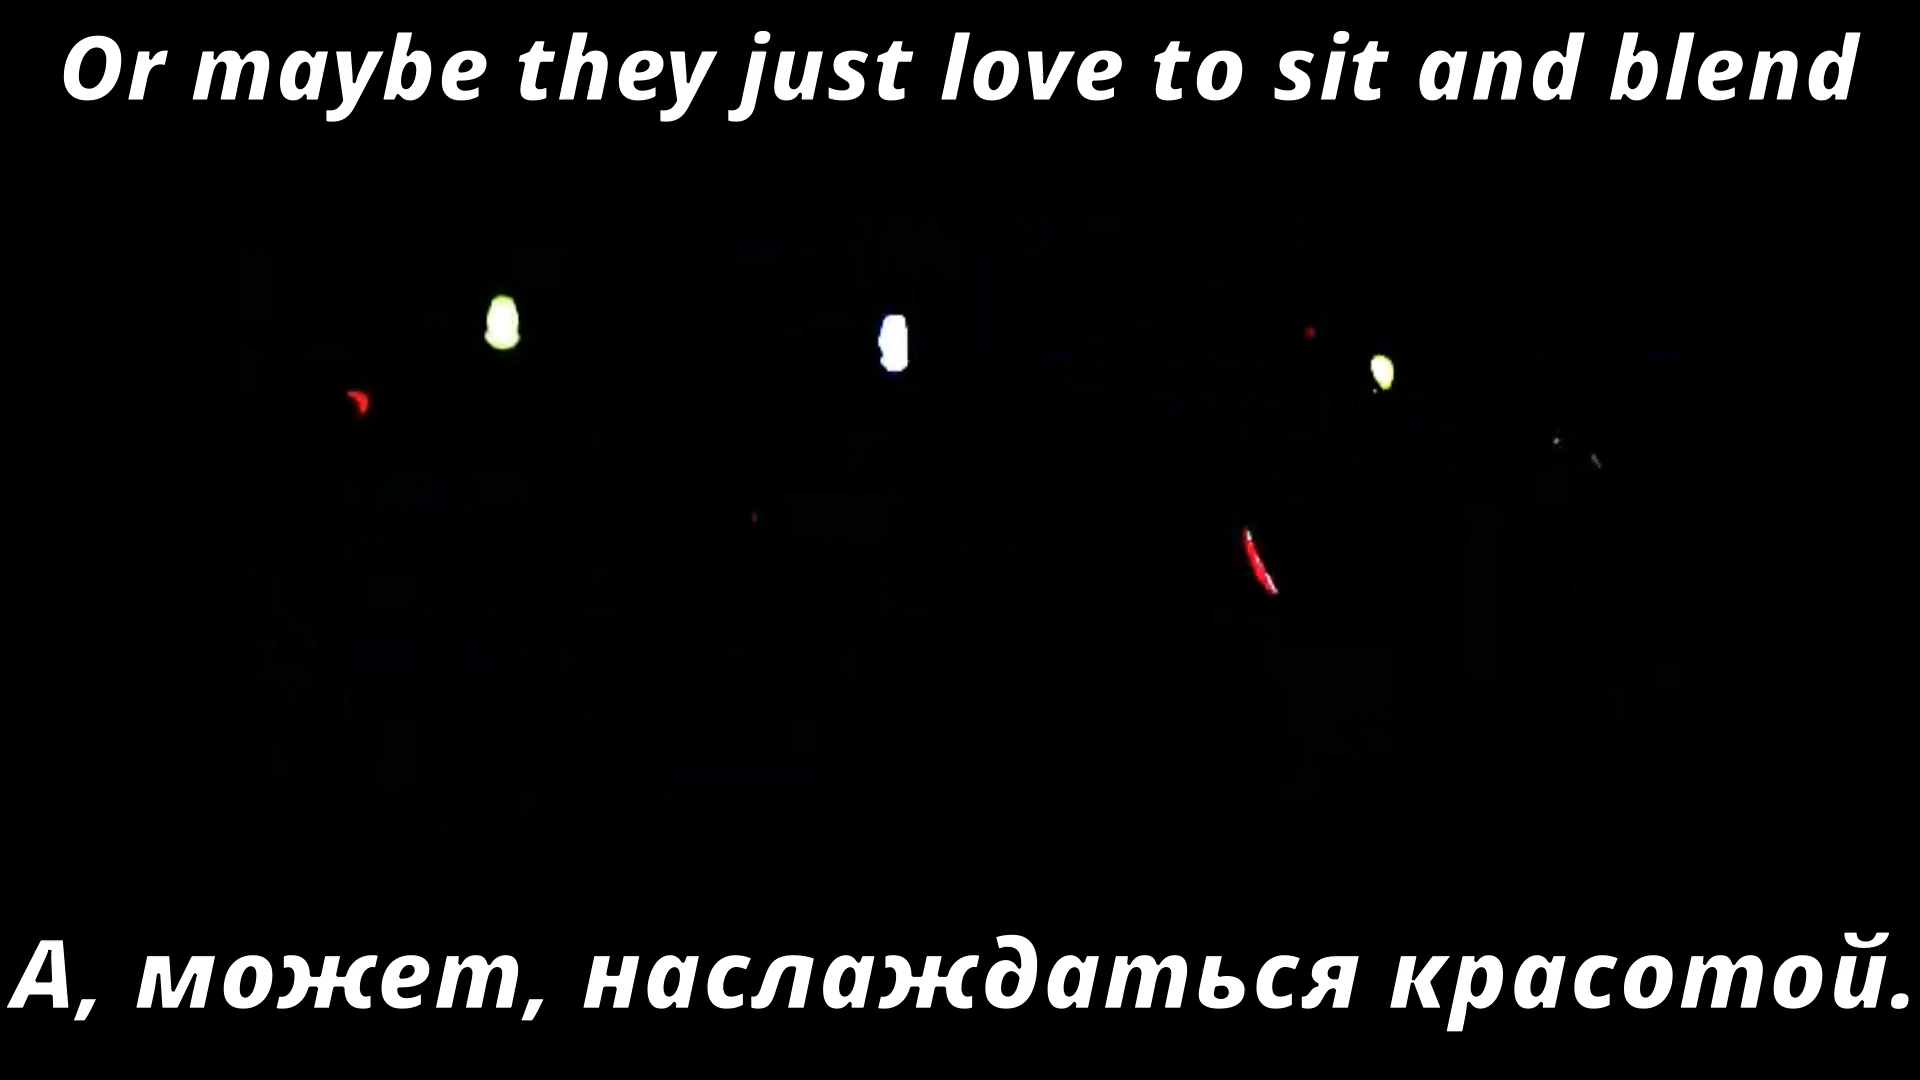 Or maybe they just love to sit and blend
А, может, наслаждаться красотой.